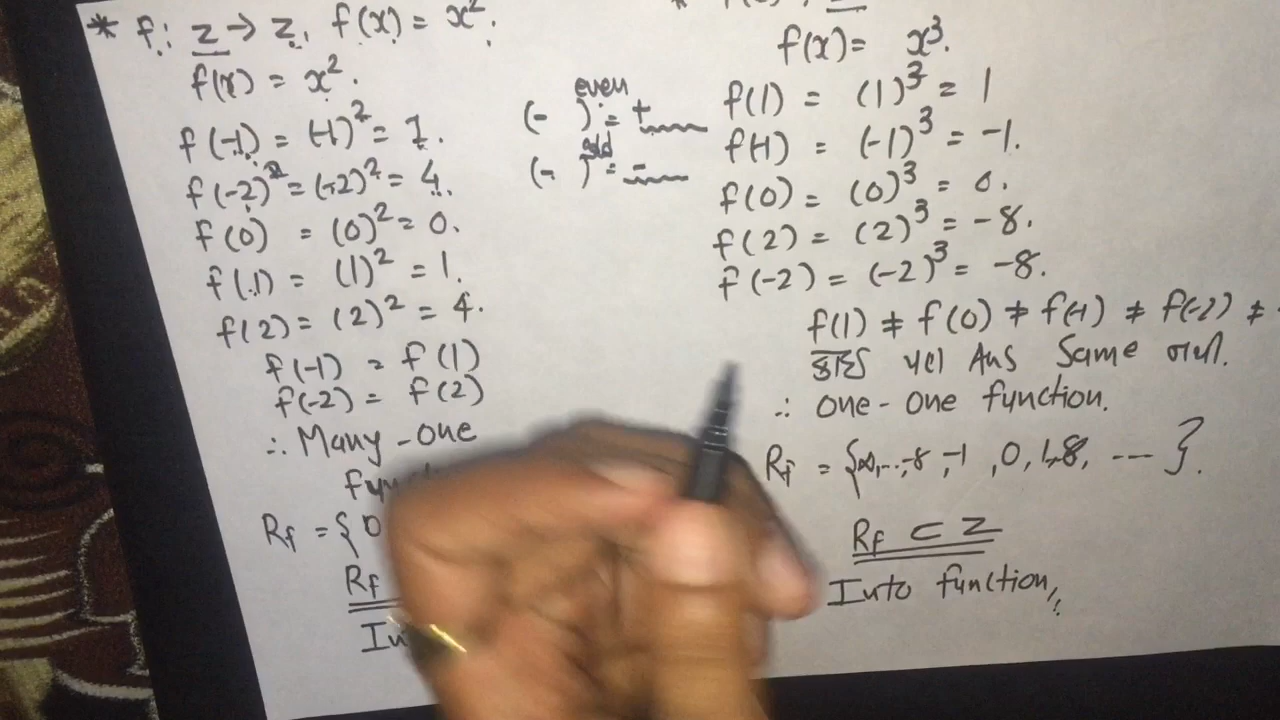 * f: Z → Z, f(x) = x².
f(x) = x².
f(-1) = (-1)² = 1.
f(-2)² = (-2)² = 4.
f(0) = (0)² = 0.
f(1) = (1)² = 1.
f(2) = (2)² = 4.
f(-1) = f(1)
f(-2) = f(2)
∴ Many-one
Rf = {0
Rf
(- )even = +
(- )odd = -
f(x) = x³.
f(1) = (1)³ = 1
f(-1) = (-1)³ = -1.
f(0) = (0)³ = 0.
f(2) = (2)³ = -8.
f(-2) = (-2)³ = -8.
f(1) ≠ f(0) ≠ f(-1) ≠ f(-2) ≠
કોઈ પણ Ans Same નથી.
∴ one-one function.
Rf = {∞,...,-8,-1,0,1,8, ---}.
Rf ⊂ Z
Into function,